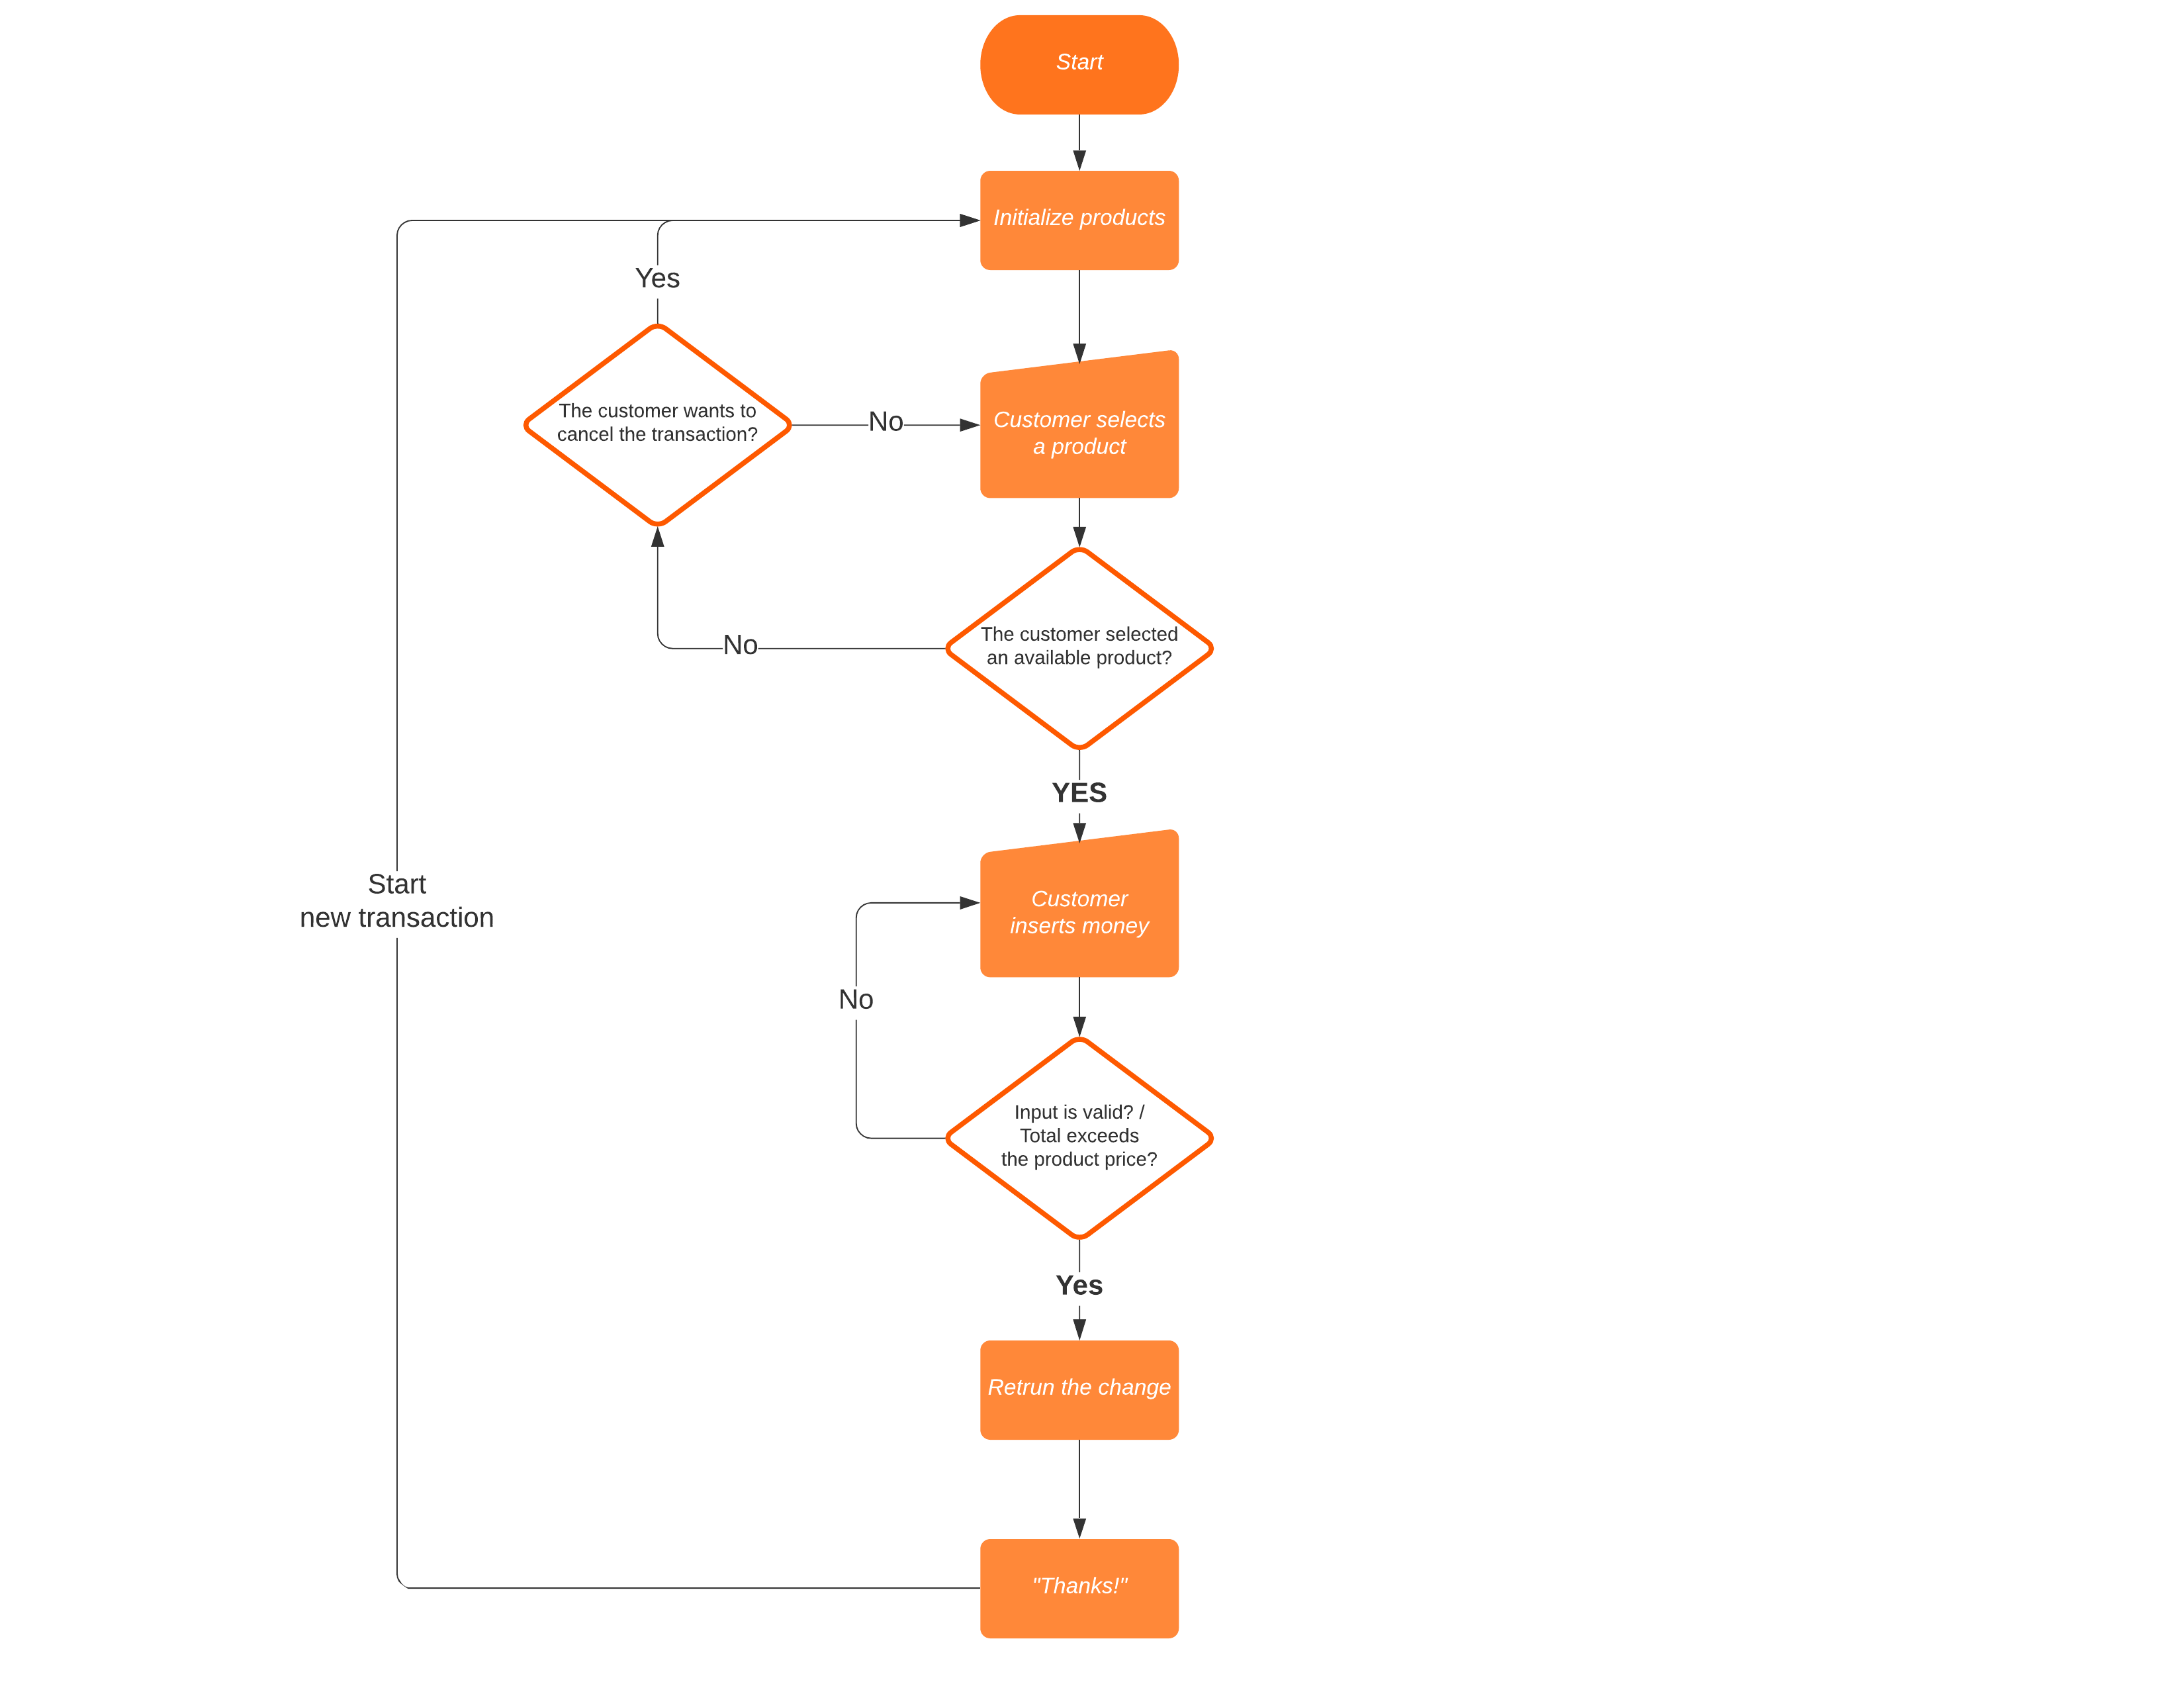 Start
Initialize products
Yes
The customer wants to
cancel the transaction?
No
Customer selects
a product
The customer selected
an available product?
No
YES
Start
new transaction
Customer
inserts money
No
Input is valid? /
Total exceeds
the product price?
Yes
Retrun the change
"Thanks!"